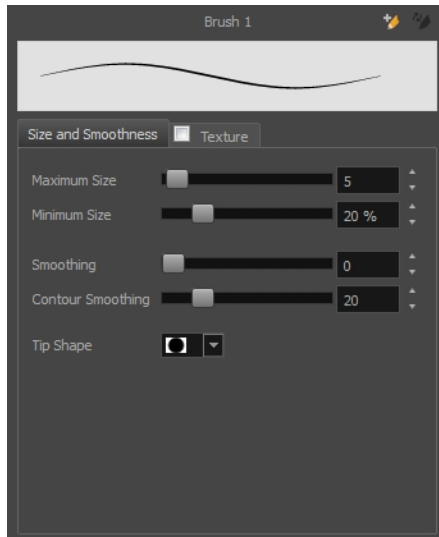 Brush 1
Size and Smoothness Texture
Maximum Size 5
Minimum Size 20 %
Smoothing 0
Contour Smoothing 20
Tip Shape